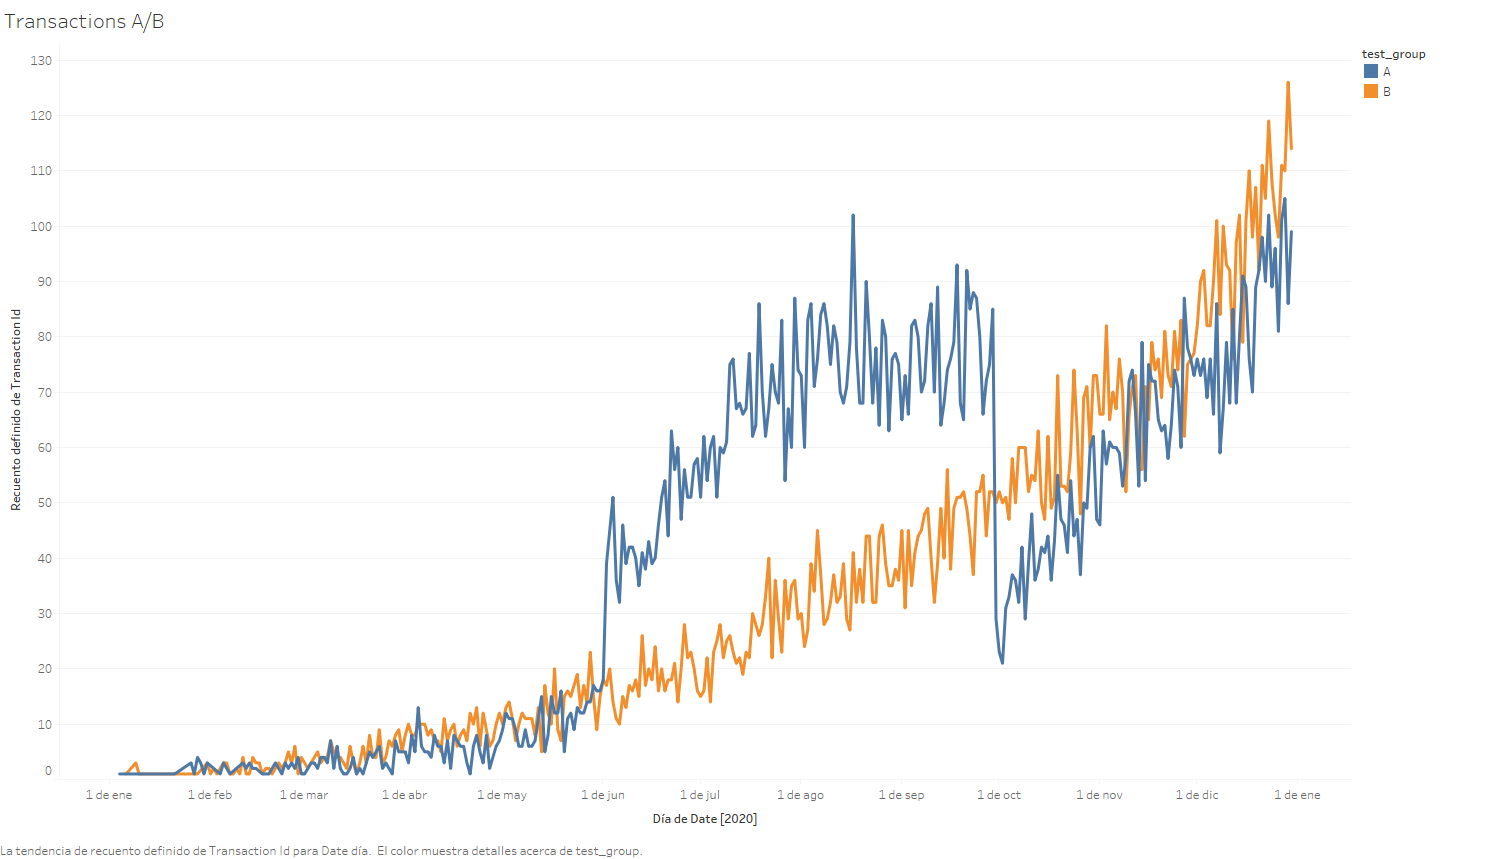 Transactions A/B
test_group
A
B
130
120
110
100
90
80
70
60
50
40
30
20
10
0
Recuento definido de Transaction Id
1 de ene
1 de feb
1 de mar
1 de abr
1 de may
1 de jun
1 de jul
1 de ago
1 de sep
1 de oct
1 de nov
1 de dic
1 de ene
Día de Date [2020]
La tendencia de recuento definido de Transaction Id para Date día.  El color muestra detalles acerca de test_group.